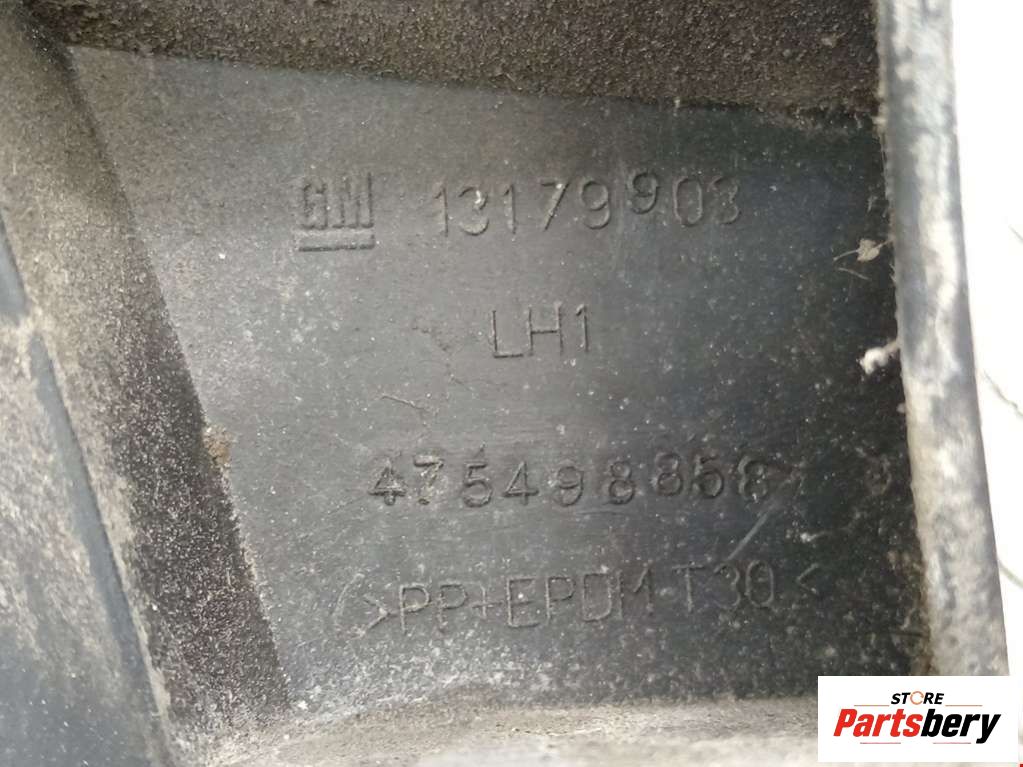 GM 13179903
LH1
475498858
>PP+EPDM T30<
STORE
Partsbery